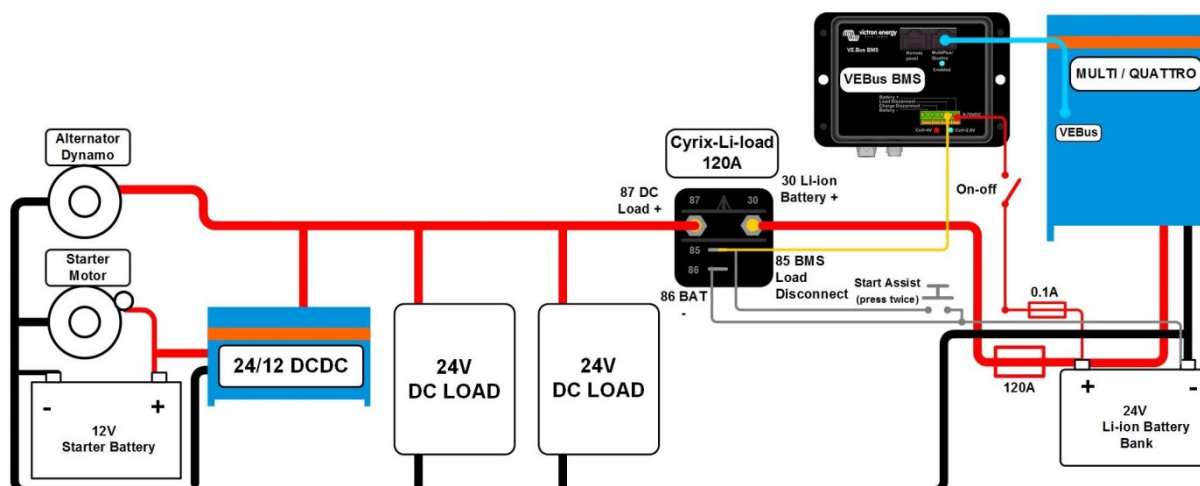 victron energy
VE.Bus BMS
Remote
panel
MultiPlus/
Quattro
Enabled
VEBus BMS
Battery +
Load Disconnect
Charge Disconnect
Battery -
MULTI / QUATTRO
VEBus
Alternator
Dynamo
Cyrix-Li-load
120A
87 DC
Load +
30 Li-ion
Battery +
On-off
87
30
85
86
Starter
Motor
85 BMS
Load
Disconnect
86 BAT
-
Start Assist
(press twice)
0.1A
24/12 DCDC
24V
DC LOAD
24V
DC LOAD
120A
- +
12V
Starter Battery
+ -
24V
Li-ion Battery
Bank